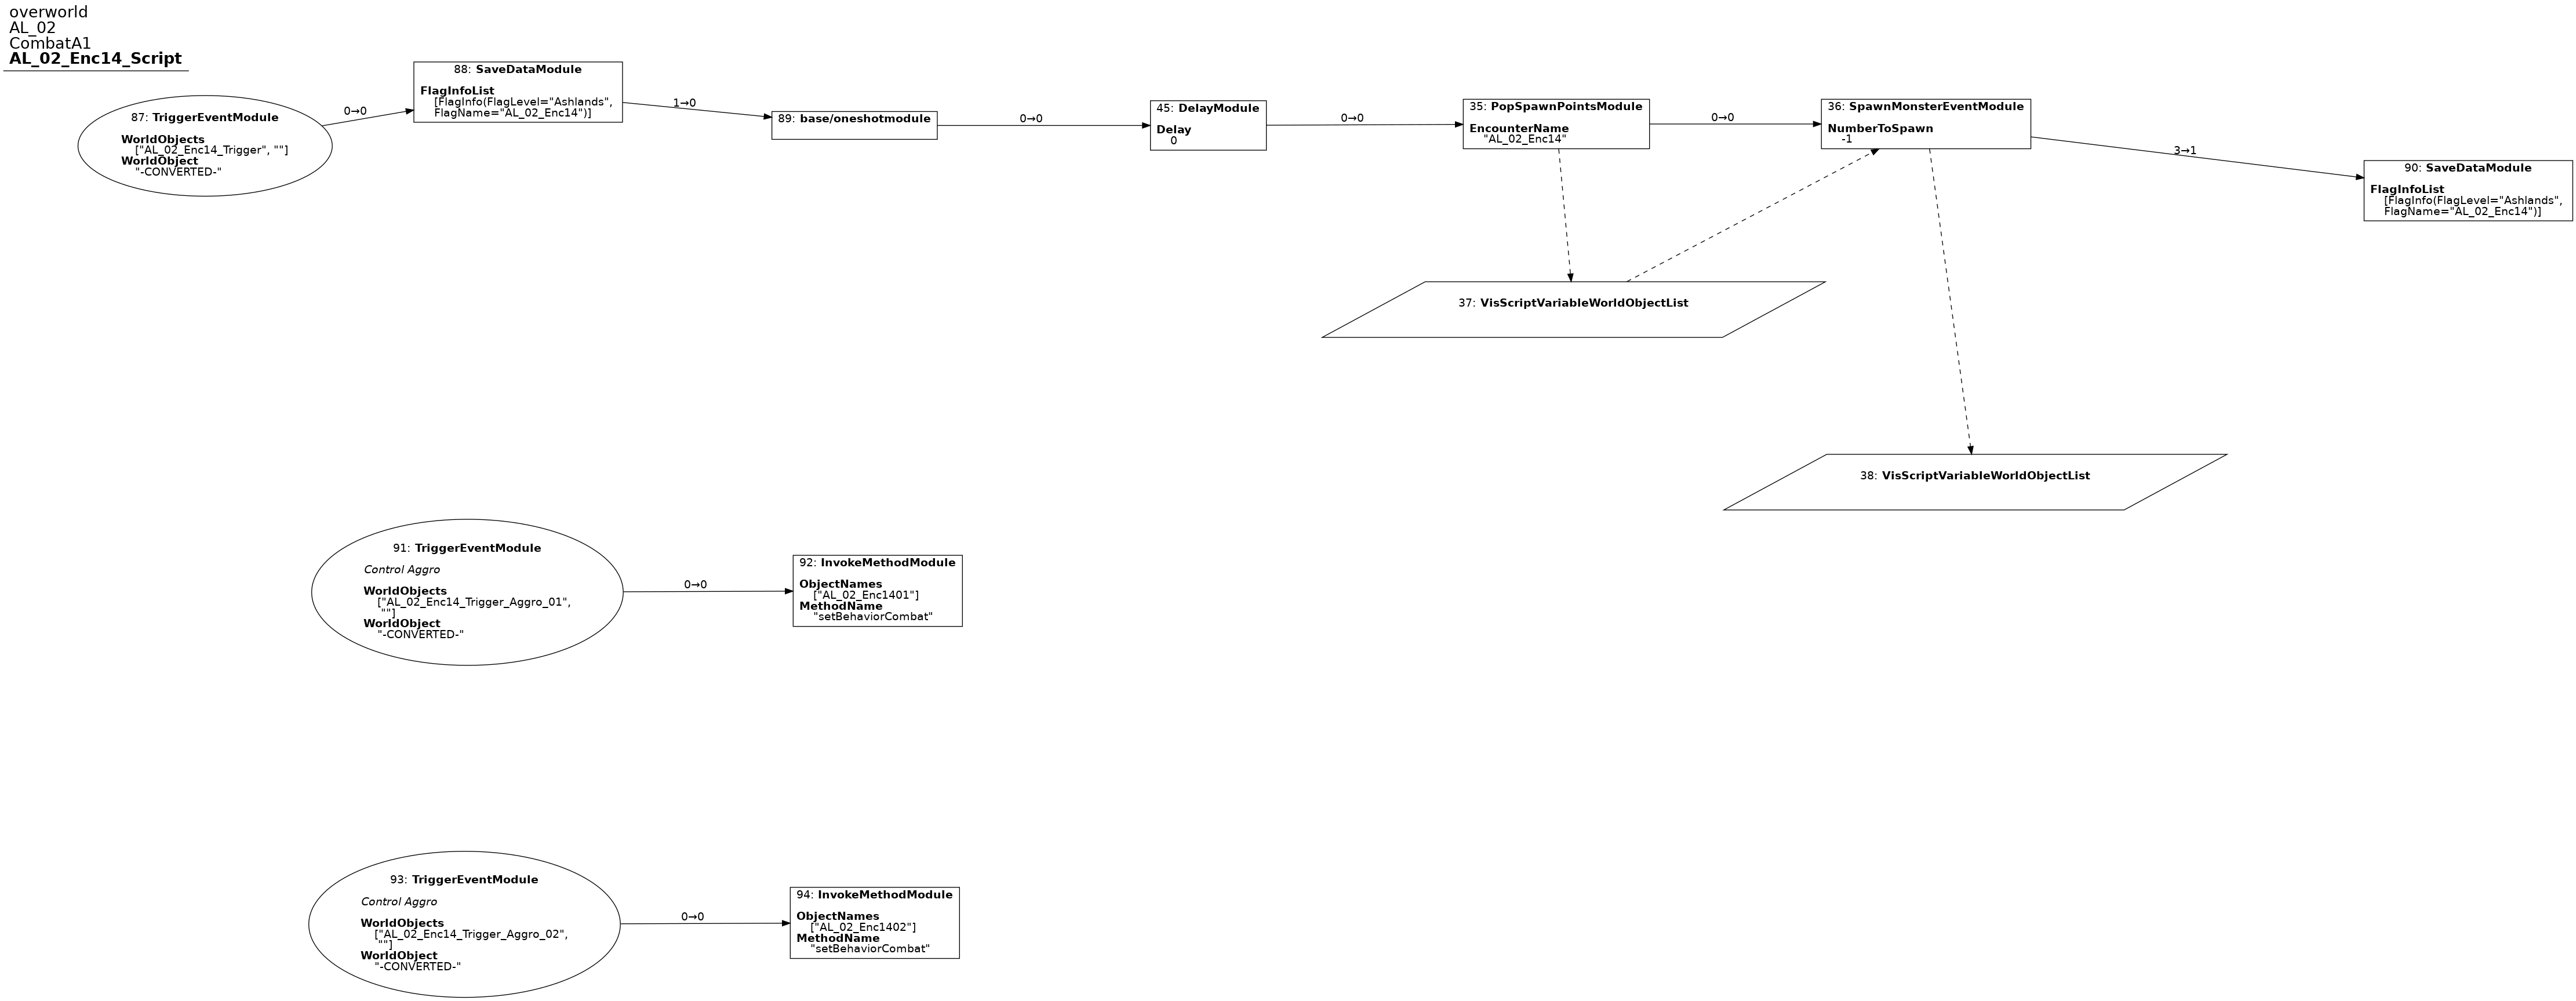 overworld
AL_02
CombatA1
AL_02_Enc14_Script
87: TriggerEventModule
WorldObjects
["AL_02_Enc14_Trigger", ""]
WorldObject
"-CONVERTED-"
0→0
88: SaveDataModule
FlagInfoList
[FlagInfo(FlagLevel="Ashlands",
FlagName="AL_02_Enc14")]
1→0
89: base/oneshotmodule
0→0
45: DelayModule
Delay
0
0→0
35: PopSpawnPointsModule
EncounterName
"AL_02_Enc14"
0→0
36: SpawnMonsterEventModule
NumberToSpawn
-1
3→1
90: SaveDataModule
FlagInfoList
[FlagInfo(FlagLevel="Ashlands",
FlagName="AL_02_Enc14")]
37: VisScriptVariableWorldObjectList
38: VisScriptVariableWorldObjectList
91: TriggerEventModule
Control Aggro
WorldObjects
["AL_02_Enc14_Trigger_Aggro_01",
""]
WorldObject
"-CONVERTED-"
0→0
92: InvokeMethodModule
ObjectNames
["AL_02_Enc1401"]
MethodName
"setBehaviorCombat"
93: TriggerEventModule
Control Aggro
WorldObjects
["AL_02_Enc14_Trigger_Aggro_02",
""]
WorldObject
"-CONVERTED-"
0→0
94: InvokeMethodModule
ObjectNames
["AL_02_Enc1402"]
MethodName
"setBehaviorCombat"